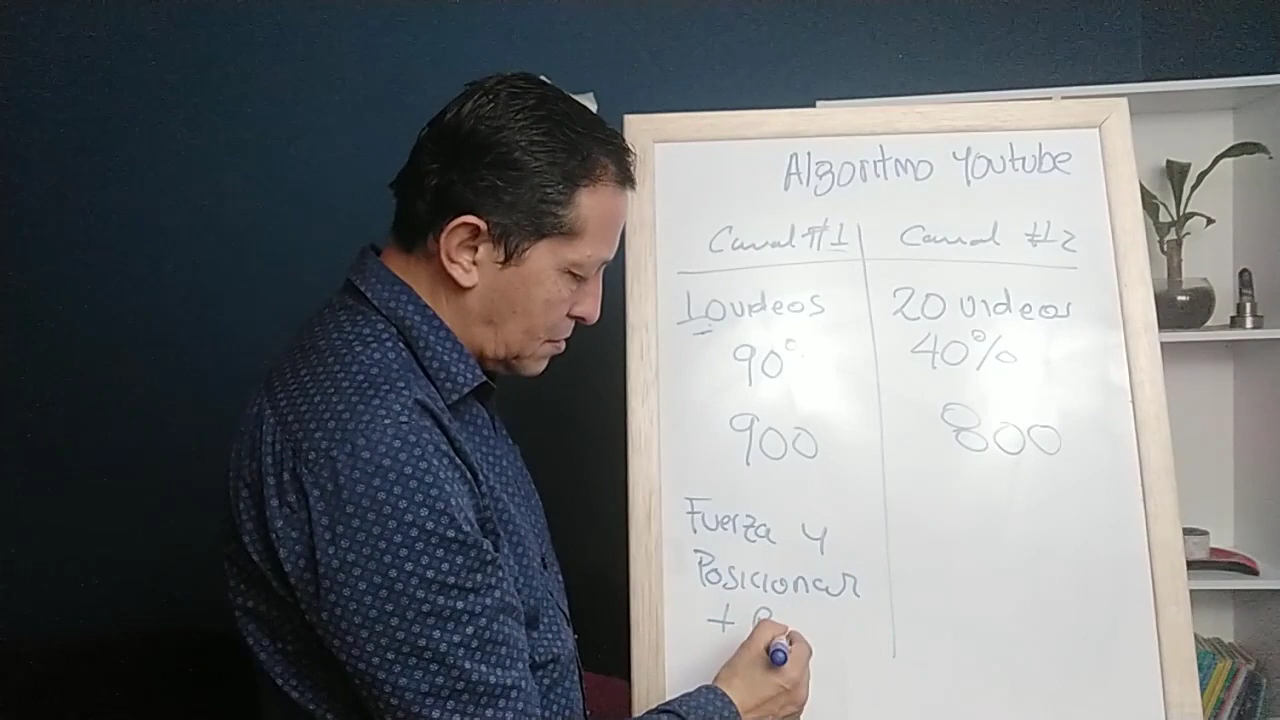 Algoritmo Youtube
Canal #1 Canal #2
10 videos 20 videos
90° 40%
900 800
Fuerza y
Posicionar
+